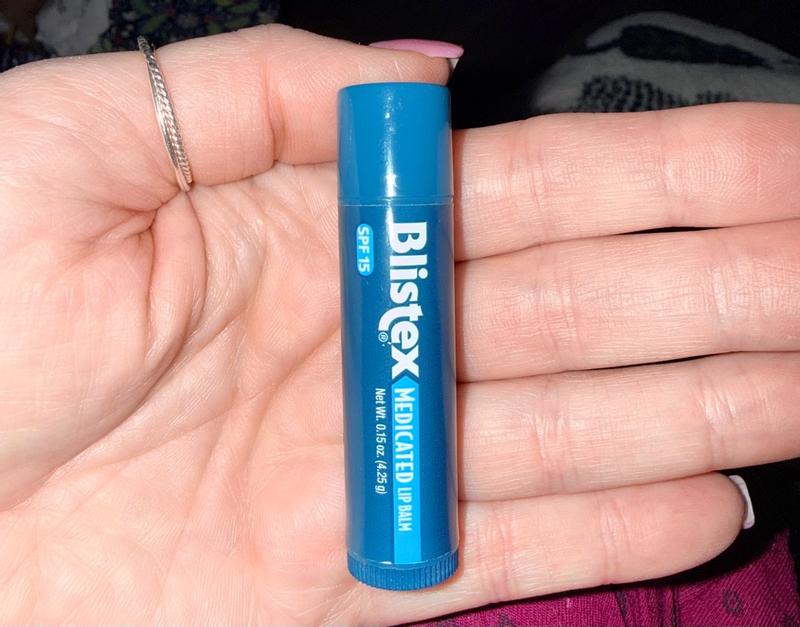 Blistex®
MEDICATED LIP BALM
SPF 15
Net Wt. 0.15 oz. (4.25 g)